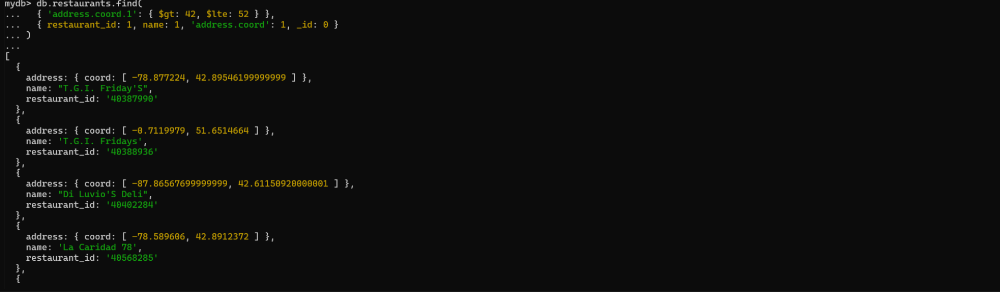 mydb> db.restaurants.find(
...   { 'address.coord.1': { $gt: 42, $lte: 52 } },
...   { restaurant_id: 1, name: 1, 'address.coord': 1, _id: 0 }
... )
...
[
  {
    address: { coord: [ -78.877224, 42.89546199999999 ] },
    name: "T.G.I. Friday'S",
    restaurant_id: '40387990'
  },
  {
    address: { coord: [ -0.7119979, 51.6514664 ] },
    name: 'T.G.I. Fridays',
    restaurant_id: '40388936'
  },
  {
    address: { coord: [ -87.86567699999999, 42.61150920000001 ] },
    name: "Di Luvio'S Deli",
    restaurant_id: '40402284'
  },
  {
    address: { coord: [ -78.589606, 42.8912372 ] },
    name: 'La Caridad 78',
    restaurant_id: '40568285'
  },
  {